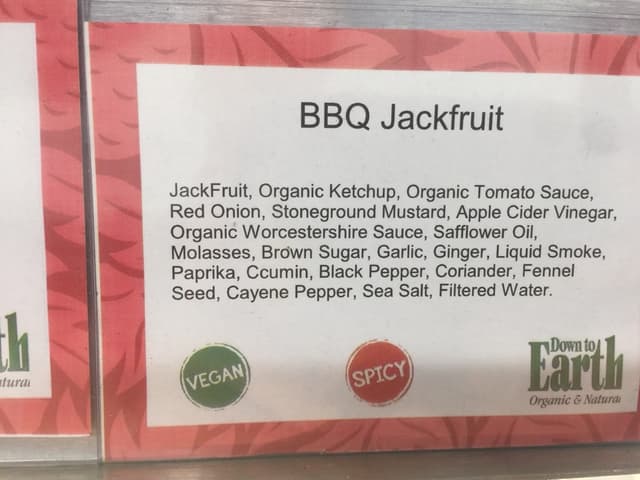 BBQ Jackfruit
JackFruit, Organic Ketchup, Organic Tomato Sauce,
Red Onion, Stoneground Mustard, Apple Cider Vinegar,
Organic Worcestershire Sauce, Safflower Oil,
Molasses, Brown Sugar, Garlic, Ginger, Liquid Smoke,
Paprika, Ccumin, Black Pepper, Coriander, Fennel
Seed, Cayene Pepper, Sea Salt, Filtered Water.
VEGAN
SPICY
Down to
Earth
Organic & Natural